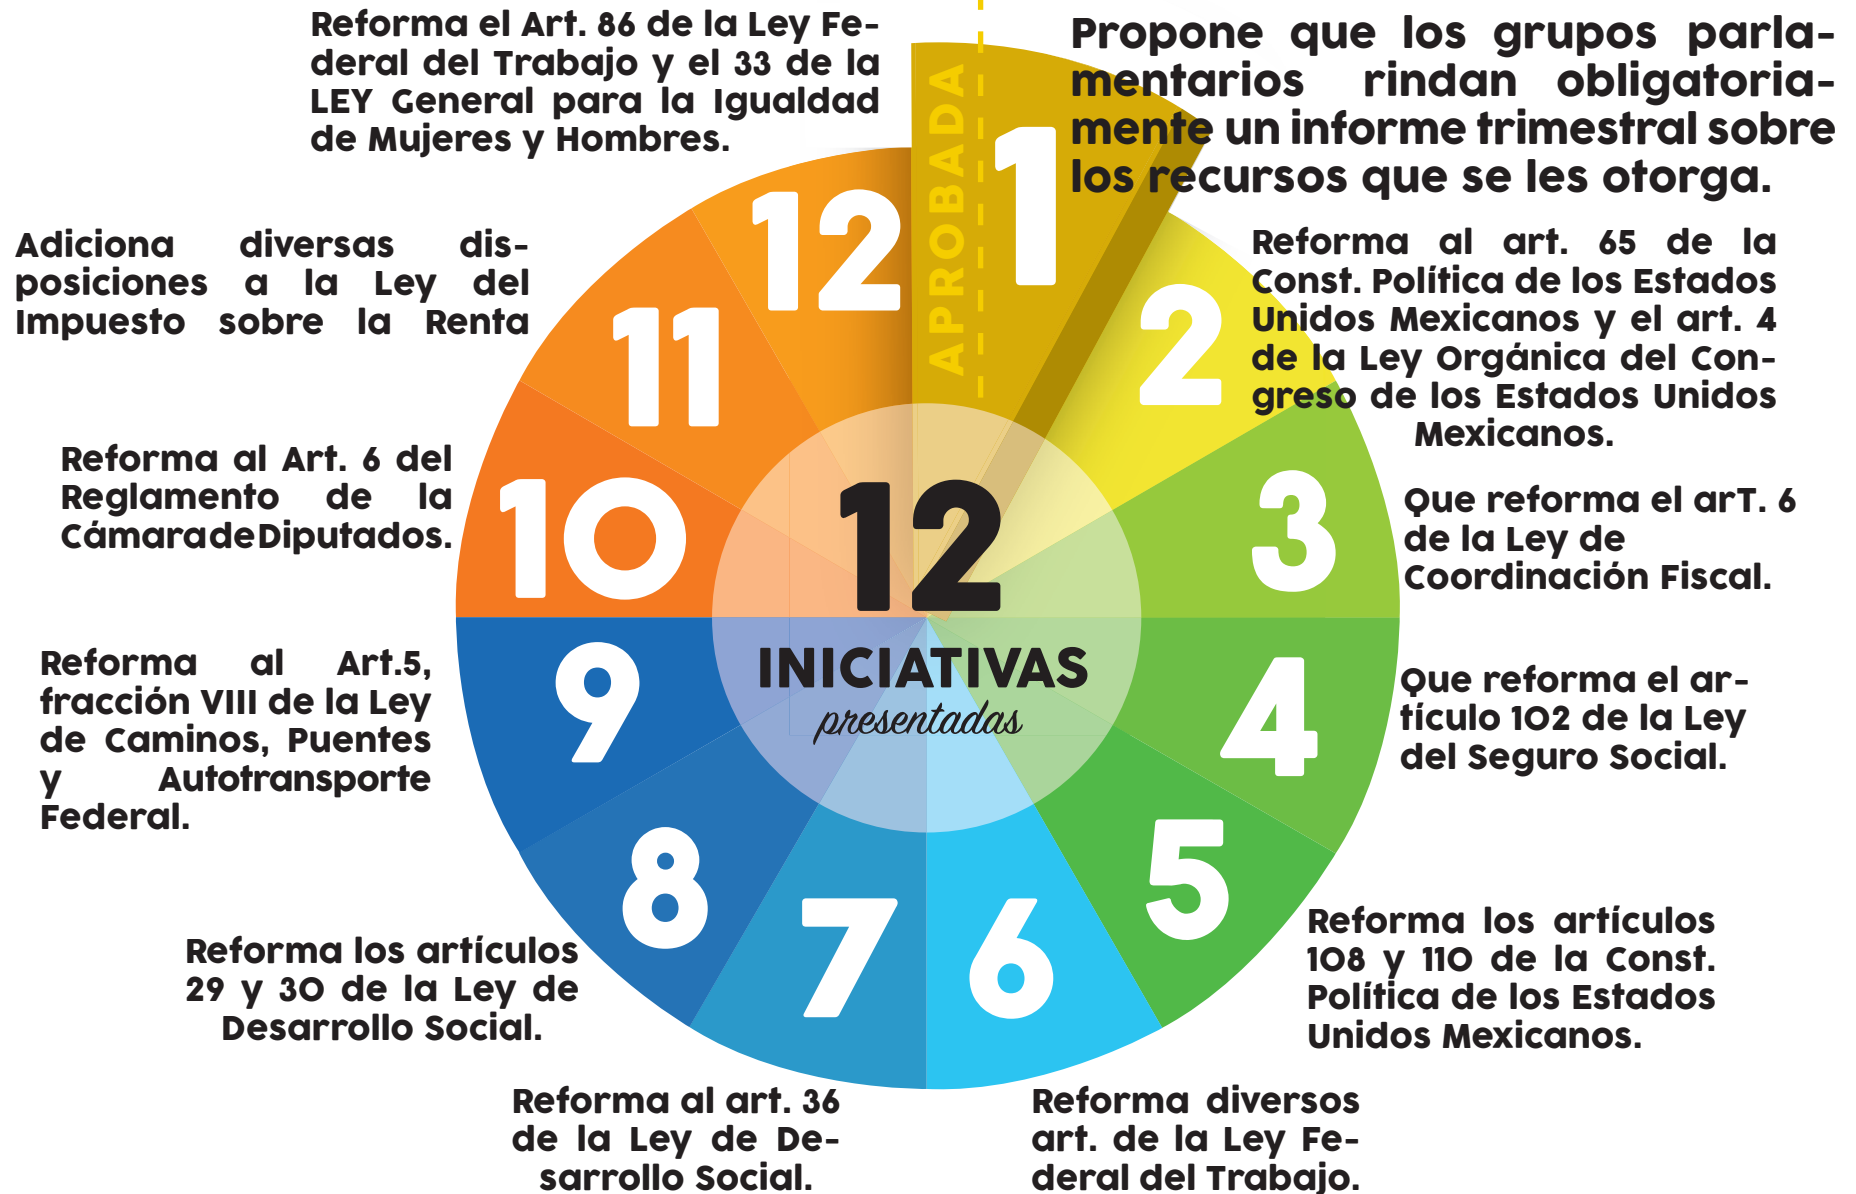 Propone que los grupos parla-
mentarios rindan obligatoria-
mente un informe trimestral sobre
los recursos que se les otorga.
APROBADA
1
Reforma al art. 65 de la
Const. Política de los Estados
Unidos Mexicanos y el art. 4
de la Ley Orgánica del Con-
greso de los Estados Unidos
Mexicanos.
2
Que reforma el arT. 6
de la Ley de
Coordinación Fiscal.
3
Que reforma el ar-
tículo 102 de la Ley
del Seguro Social.
4
Reforma los artículos
108 y 110 de la Const.
Política de los Estados
Unidos Mexicanos.
5
Reforma diversos
art. de la Ley Fe-
deral del Trabajo.
6
Reforma al art. 36
de la Ley de De-
sarrollo Social.
7
Reforma los artículos
29 y 30 de la Ley de
Desarrollo Social.
8
Reforma al Art.5,
fracción VIII de la Ley
de Caminos, Puentes
y Autotransporte
Federal.
9
Reforma al Art. 6 del
Reglamento de la
Cámara de Diputados.
10
Adiciona diversas dis-
posiciones a la Ley del
Impuesto sobre la Renta
11
Reforma el Art. 86 de la Ley Fe-
deral del Trabajo y el 33 de la
LEY General para la Igualdad
de Mujeres y Hombres.
12
12
INICIATIVAS
presentadas